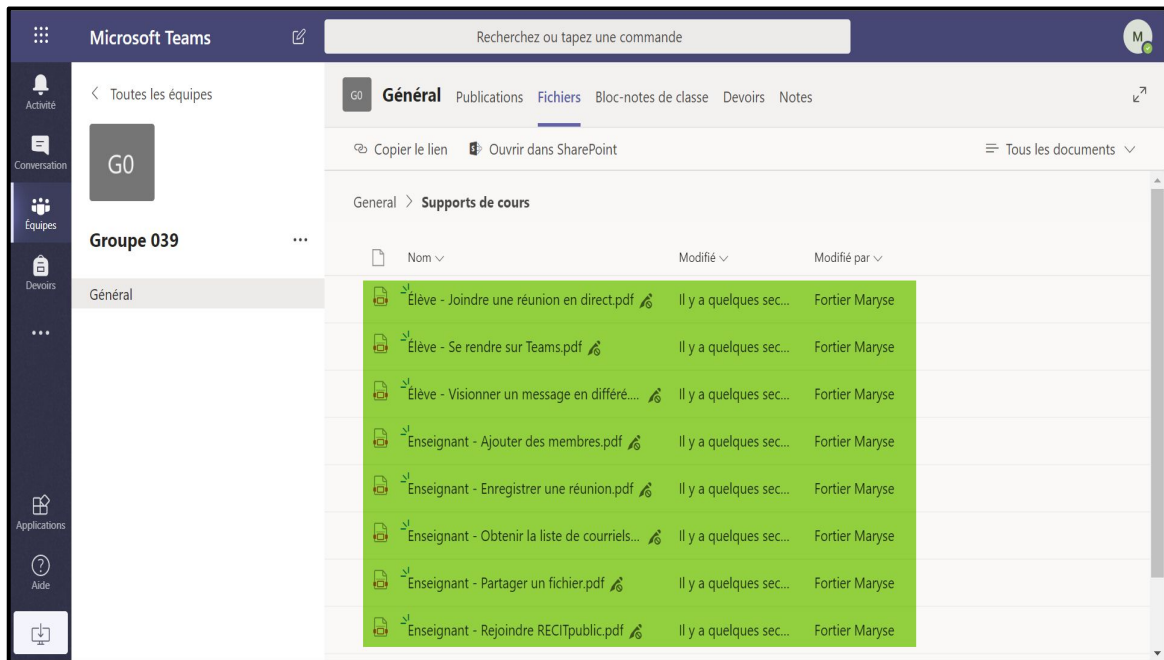 Microsoft Teams
Recherchez ou tapez une commande
M
Activité
Conversation
Équipes
Devoirs
Applications
Aide
Toutes les équipes
G0
Groupe 039
Général
G0 Général Publications Fichiers Bloc-notes de classe Devoirs Notes
Copier le lien Ouvrir dans SharePoint Tous les documents
General > Supports de cours
Nom Modifié Modifié par
Élève - Joindre une réunion en direct.pdf Il y a quelques sec... Fortier Maryse
Élève - Se rendre sur Teams.pdf Il y a quelques sec... Fortier Maryse
Élève - Visionner un message en différé.... Il y a quelques sec... Fortier Maryse
Enseignant - Ajouter des membres.pdf Il y a quelques sec... Fortier Maryse
Enseignant - Enregistrer une réunion.pdf Il y a quelques sec... Fortier Maryse
Enseignant - Obtenir la liste de courriels... Il y a quelques sec... Fortier Maryse
Enseignant - Partager un fichier.pdf Il y a quelques sec... Fortier Maryse
Enseignant - Rejoindre RECITpublic.pdf Il y a quelques sec... Fortier Maryse